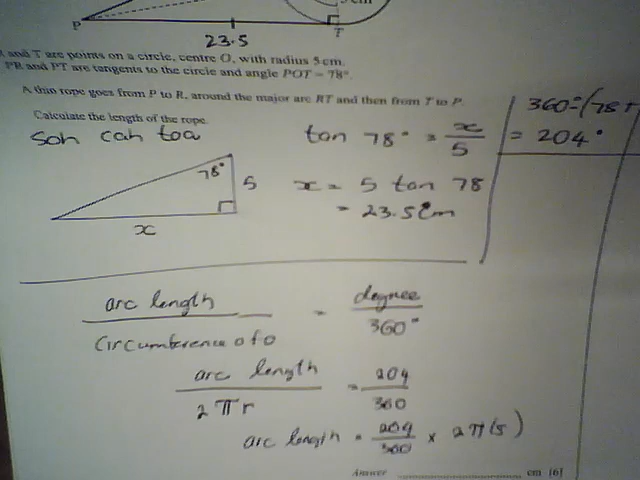 5 cm
P
T
23.5
and T are points on a circle, centre O, with radius 5 cm.
PR and PT are tangents to the circle and angle POT = 78°.
A thin rope goes from P to R, around the major arc RT and then from T to P.
Calculate the length of the rope.
360° - (78 +
= 204°
soh cah toa
tan 78° = x/5
78°
5
x
x = 5 tan 78
= 23.5cm
arc length / circumference of o = degree / 360°
arc length / 2πr = 204 / 360
arc length = 204/360 × 2π(5)
Answer ........ cm [6]